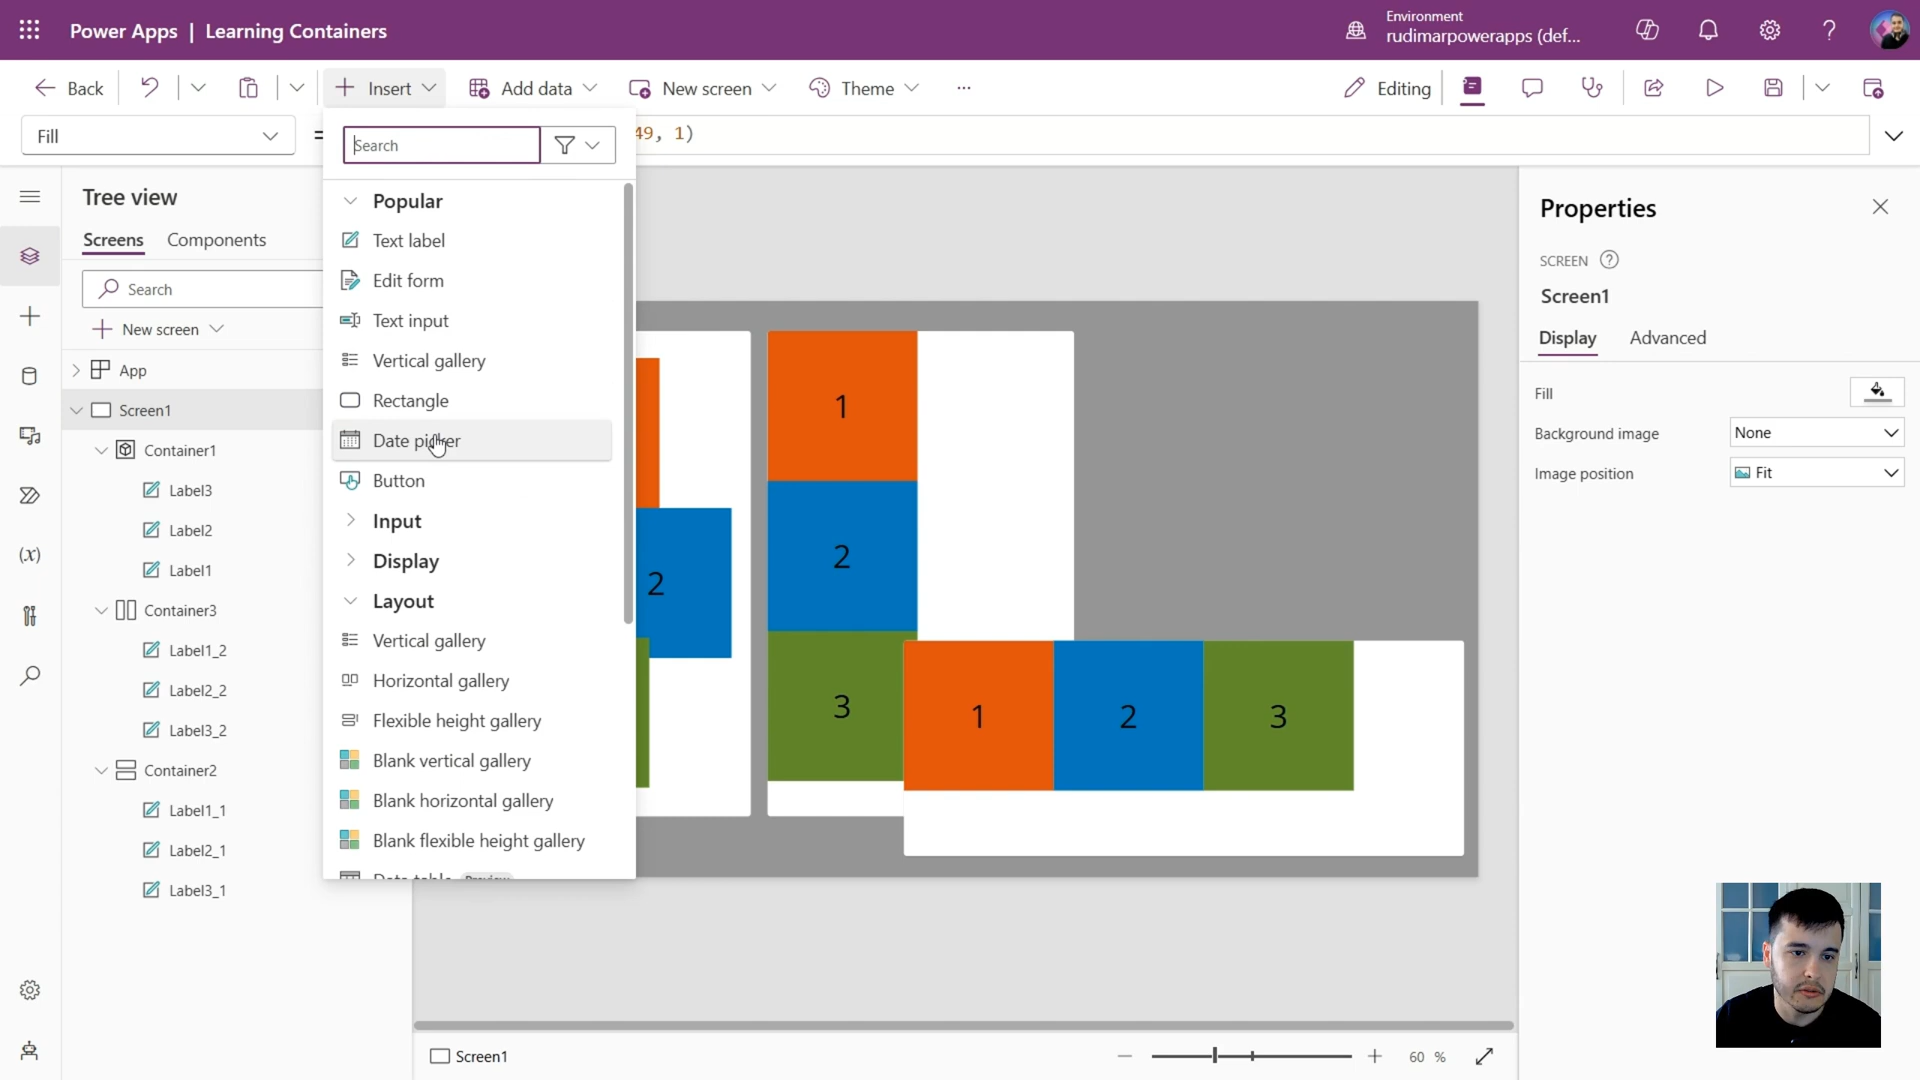 Power Apps | Learning Containers
Environment
rudimarpowerapps (def...
Back
Insert
Add data
New screen
Theme
...
Editing
Fill
=
49, 1)
Search
Popular
Text label
Edit form
Text input
Vertical gallery
Rectangle
Date picker
Button
Input
Display
Layout
Vertical gallery
Horizontal gallery
Flexible height gallery
Blank vertical gallery
Blank horizontal gallery
Blank flexible height gallery
Data table Preview
Tree view
Screens
Components
Search
New screen
App
Screen1
Container1
Label3
Label2
Label1
Container3
Label1_2
Label2_2
Label3_2
Container2
Label1_1
Label2_1
Label3_1
2
1
2
3
1
2
3
Screen1
60 %
Properties
SCREEN
Screen1
Display
Advanced
Fill
Background image
None
Image position
Fit